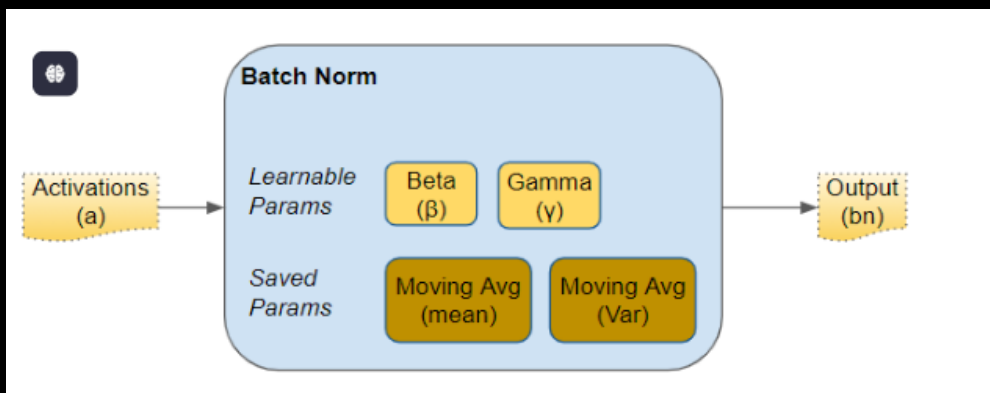 Batch Norm
Activations
(a)
Learnable
Params
Beta
(β)
Gamma
(γ)
Output
(bn)
Saved
Params
Moving Avg
(mean)
Moving Avg
(Var)